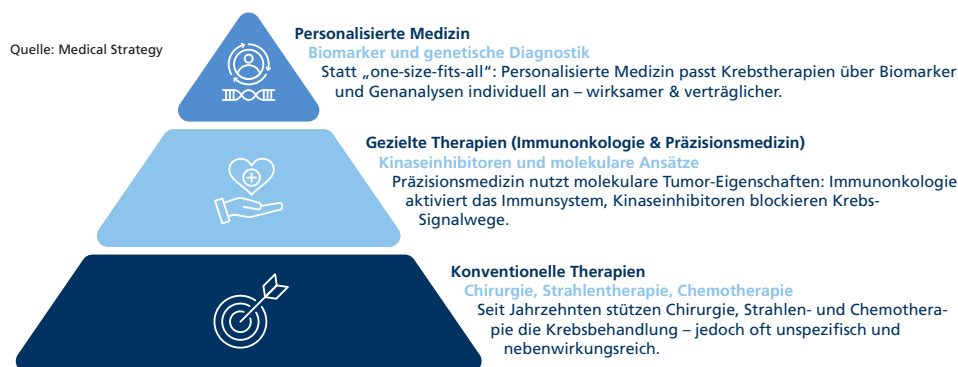 Quelle: Medical Strategy
Personalisierte Medizin
Biomarker und genetische Diagnostik
Statt „one-size-fits-all“: Personalisierte Medizin passt Krebstherapien über Biomarker
und Genanalysen individuell an – wirksamer & verträglicher.
Gezielte Therapien (Immunonkologie & Präzisionsmedizin)
Kinaseinhibitoren und molekulare Ansätze
Präzisionsmedizin nutzt molekulare Tumor-Eigenschaften: Immunonkologie
aktiviert das Immunsystem, Kinaseinhibitoren blockieren Krebs-
Signalwege.
Konventionelle Therapien
Chirurgie, Strahlentherapie, Chemotherapie
Seit Jahrzehnten stützen Chirurgie, Strahlen- und Chemothera-
pie die Krebsbehandlung – jedoch oft unspezifisch und
nebenwirkungsreich.